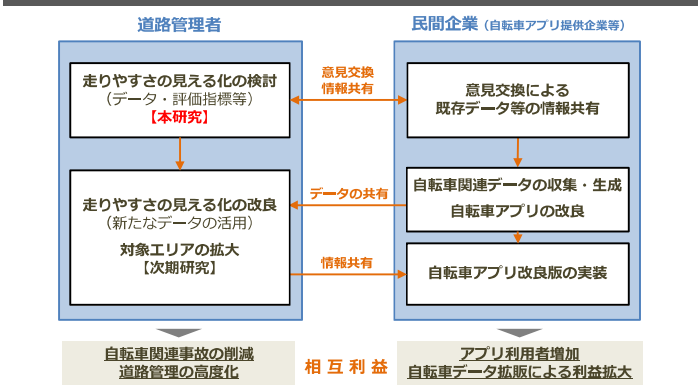 道路管理者
走りやすさの見える化の検討
（データ・評価指標等）
【本研究】
走りやすさの見える化の改良
（新たなデータの活用）
対象エリアの拡大
【次期研究】
自転車関連事故の削減
道路管理の高度化
意見交換
情報共有
データの共有
情報共有
相互利益
民間企業（自転車アプリ提供企業等）
意見交換による
既存データ等の情報共有
自転車関連データの収集・生成
自転車アプリの改良
自転車アプリ改良版の実装
アプリ利用者増加
自転車データ拡販による利益拡大